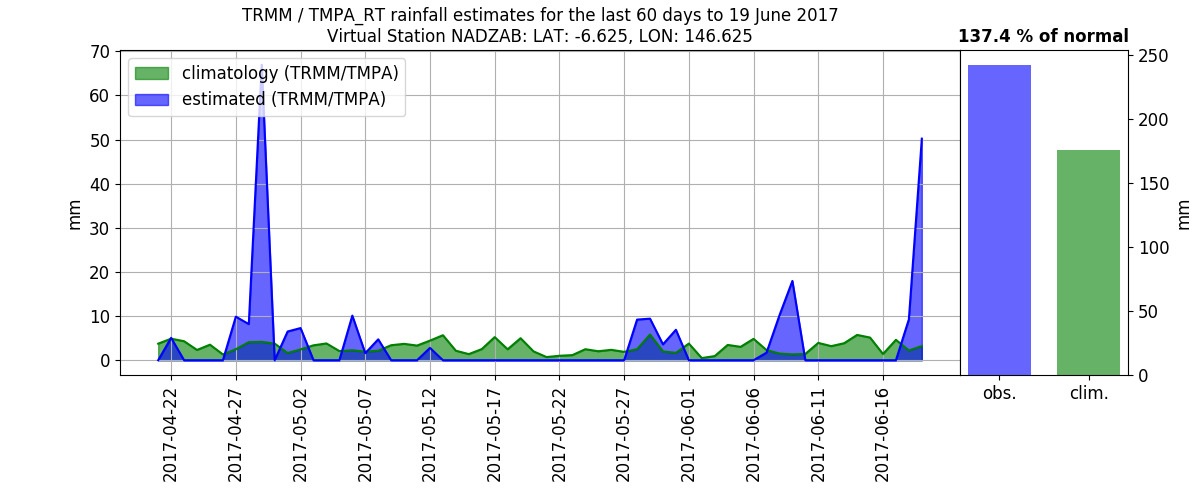 TRMM / TMPA_RT rainfall estimates for the last 60 days to 19 June 2017
Virtual Station NADZAB: LAT: -6.625, LON: 146.625
137.4 % of normal
climatology (TRMM/TMPA)
estimated (TRMM/TMPA)
70
60
50
40
30
20
10
0
mm
2017-04-22
2017-04-27
2017-05-02
2017-05-07
2017-05-12
2017-05-17
2017-05-22
2017-05-27
2017-06-01
2017-06-06
2017-06-11
2017-06-16
250
200
150
100
50
0
mm
obs.
clim.